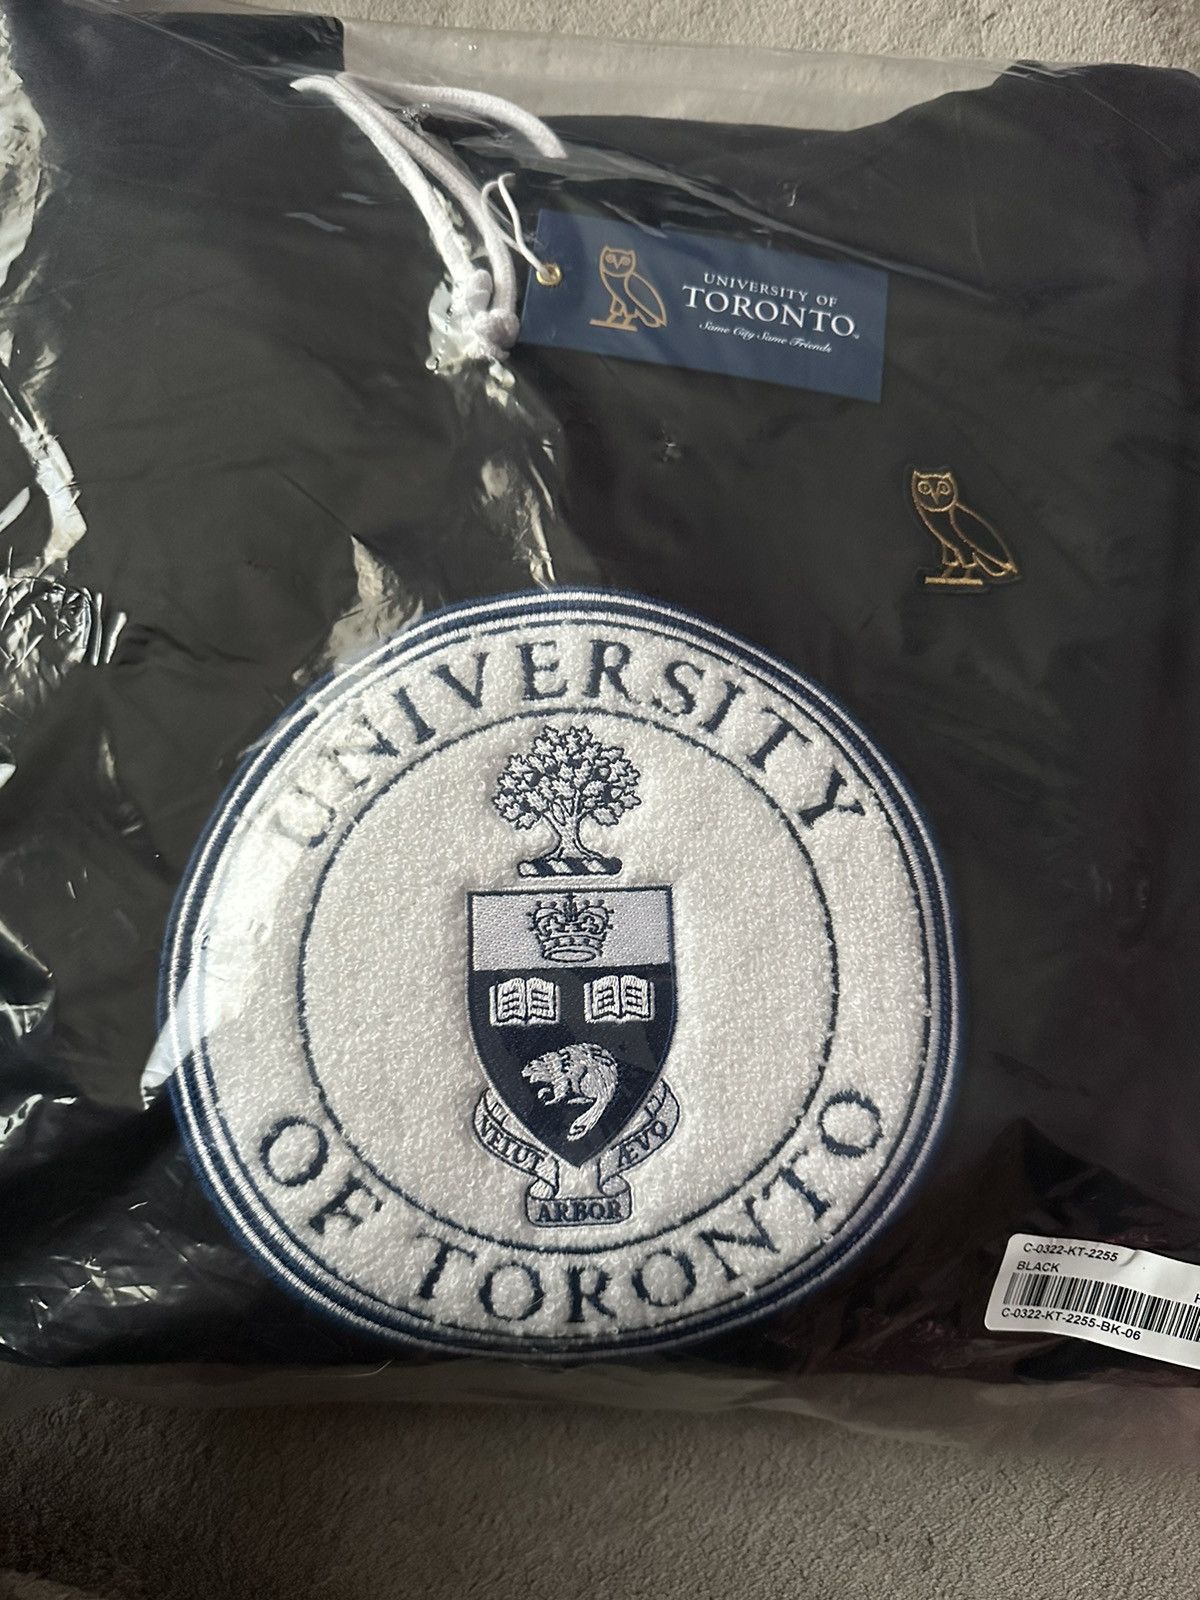 UNIVERSITY OF
TORONTO
Same City Same Friends
UNIVERSITY
OF TORONTO
VELUT
ARBOR
ÆVO
C-0322-KT-2255
BLACK
C-0322-KT-2255-BK-06